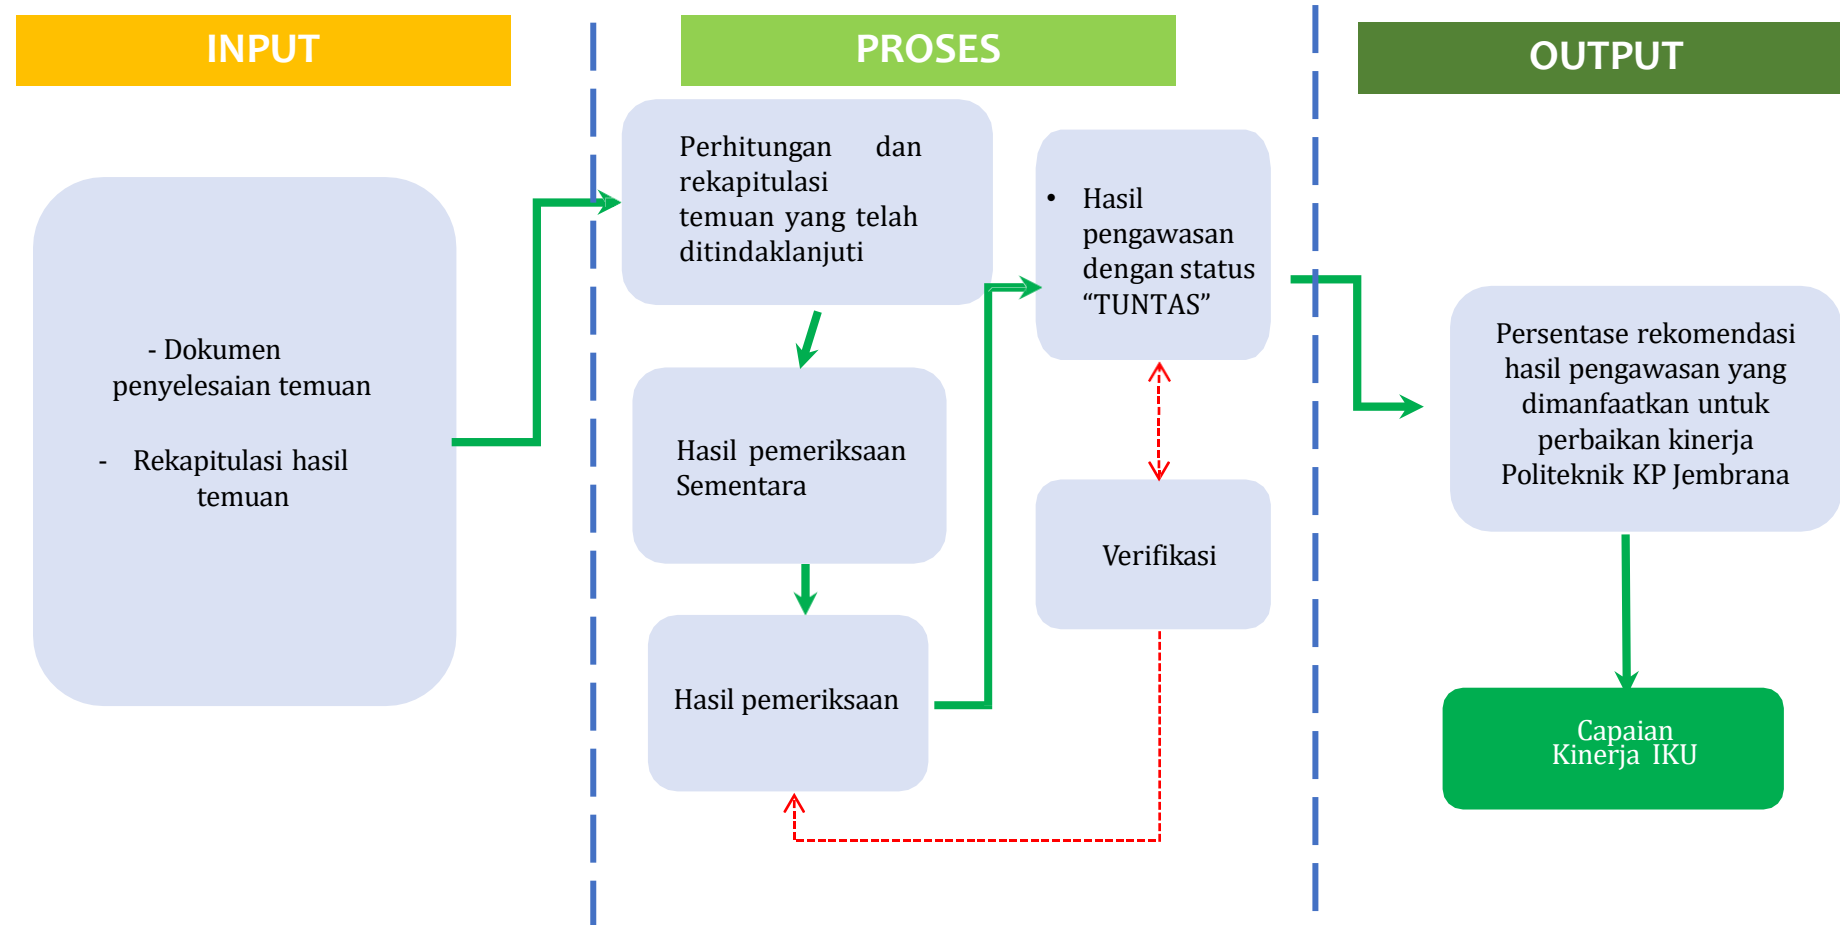 INPUT
PROSES
OUTPUT
- Dokumen
penyelesaian temuan
- Rekapitulasi hasil
temuan
Perhitungan dan
rekapitulasi
temuan yang telah
ditindaklanjuti
Hasil pemeriksaan
Sementara
Hasil pemeriksaan
• Hasil
pengawasan
dengan status
“TUNTAS”
Verifikasi
Persentase rekomendasi
hasil pengawasan yang
dimanfaatkan untuk
perbaikan kinerja
Politeknik KP Jembrana
Capaian
Kinerja IKU